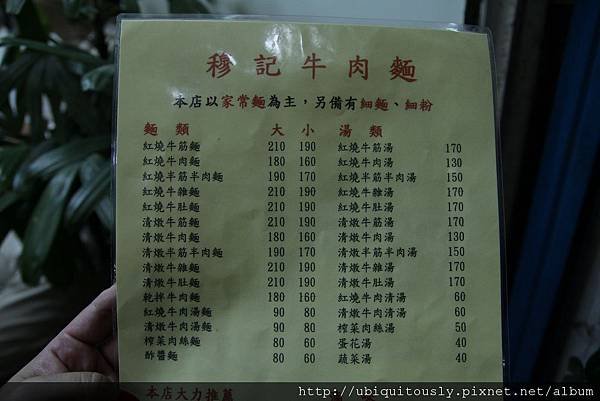 穆記牛肉麵
本店以家常麵為主，另備有細麵、細粉
麵類 大 小 湯類
紅燒牛筋麵 210 190 紅燒牛筋湯 170
紅燒牛肉麵 180 160 紅燒牛肉湯 130
紅燒半筋半肉麵 190 170 紅燒半筋半肉湯 150
紅燒牛雜麵 210 190 紅燒牛雜湯 170
紅燒牛肚麵 210 190 紅燒牛肚湯 170
清燉牛筋麵 210 190 清燉牛筋湯 170
清燉牛肉麵 180 160 清燉牛肉湯 130
清燉半筋半肉麵 190 170 清燉半筋半肉湯 150
清燉牛雜麵 210 190 清燉牛雜湯 170
清燉牛肚麵 210 190 清燉牛肚湯 170
乾拌牛肉麵 180 160 紅燒牛肉清湯 60
紅燒牛肉湯麵 90 80 清燉牛肉清湯 60
清燉牛肉湯麵 90 80 榨菜肉絲湯 50
榨菜肉絲麵 80 60 蛋花湯 40
酢醬麵 80 60 蔬菜湯 40
本店大力推薦
http://ubiquitously.pixnet.net/album